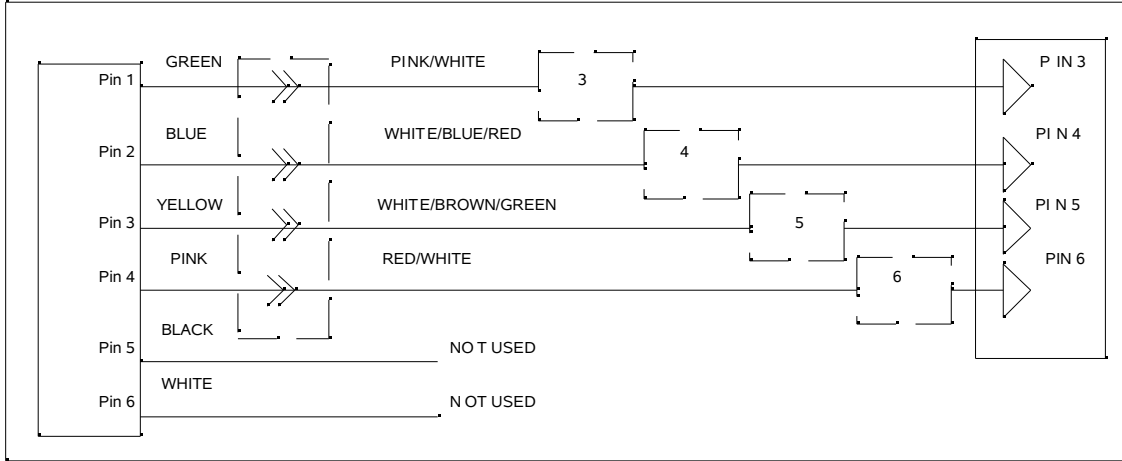 GREEN PINK/WHITE P IN 3
Pin 1 3
BLUE WHITE/BLUE/RED PI N 4
Pin 2 4
YELLOW WHITE/BROWN/GREEN PI N 5
Pin 3 5
PINK RED/WHITE PIN 6
Pin 4 6
BLACK
Pin 5 NO T USED
WHITE
Pin 6 N OT USED